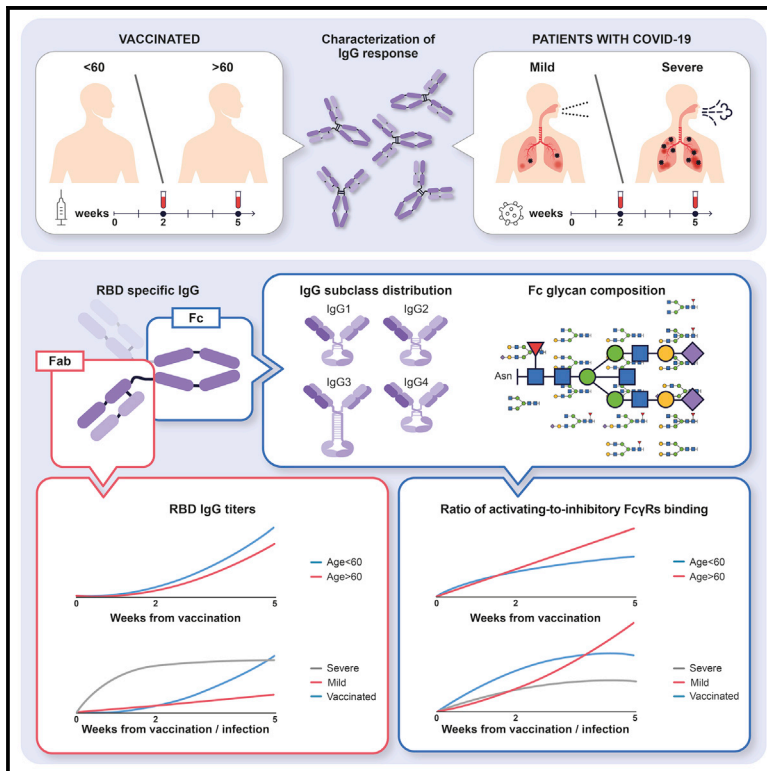 VACCINATED
<60
>60
weeks
0
2
5
Characterization of
IgG response
PATIENTS WITH COVID-19
Mild
Severe
weeks
0
2
5
RBD specific IgG
Fc
Fab
IgG subclass distribution
IgG1
IgG2
IgG3
IgG4
Fc glycan composition
Asn
RBD IgG titers
Age<60
Age>60
0
2
5
Weeks from vaccination
Severe
Mild
Vaccinated
0
2
5
Weeks from vaccination / infection
Ratio of activating-to-inhibitory FcγRs binding
Age<60
Age>60
0
2
5
Weeks from vaccination
Severe
Mild
Vaccinated
0
2
5
Weeks from vaccination / infection